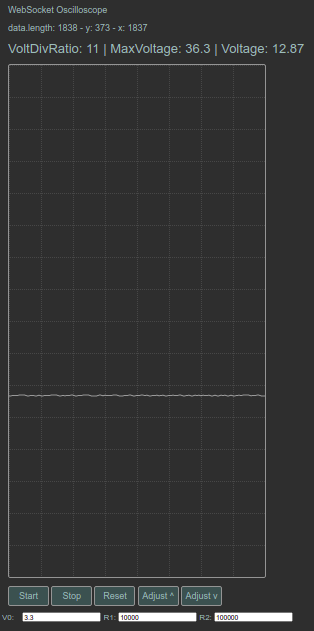 WebSocket Oscilloscope
data.length: 1838 - y: 373 - x: 1837
VoltDivRatio: 11 | MaxVoltage: 36.3 | Voltage: 12.87
Start Stop Reset Adjust ^ Adjust v
V0: 3.3 R1: 10000 R2: 100000